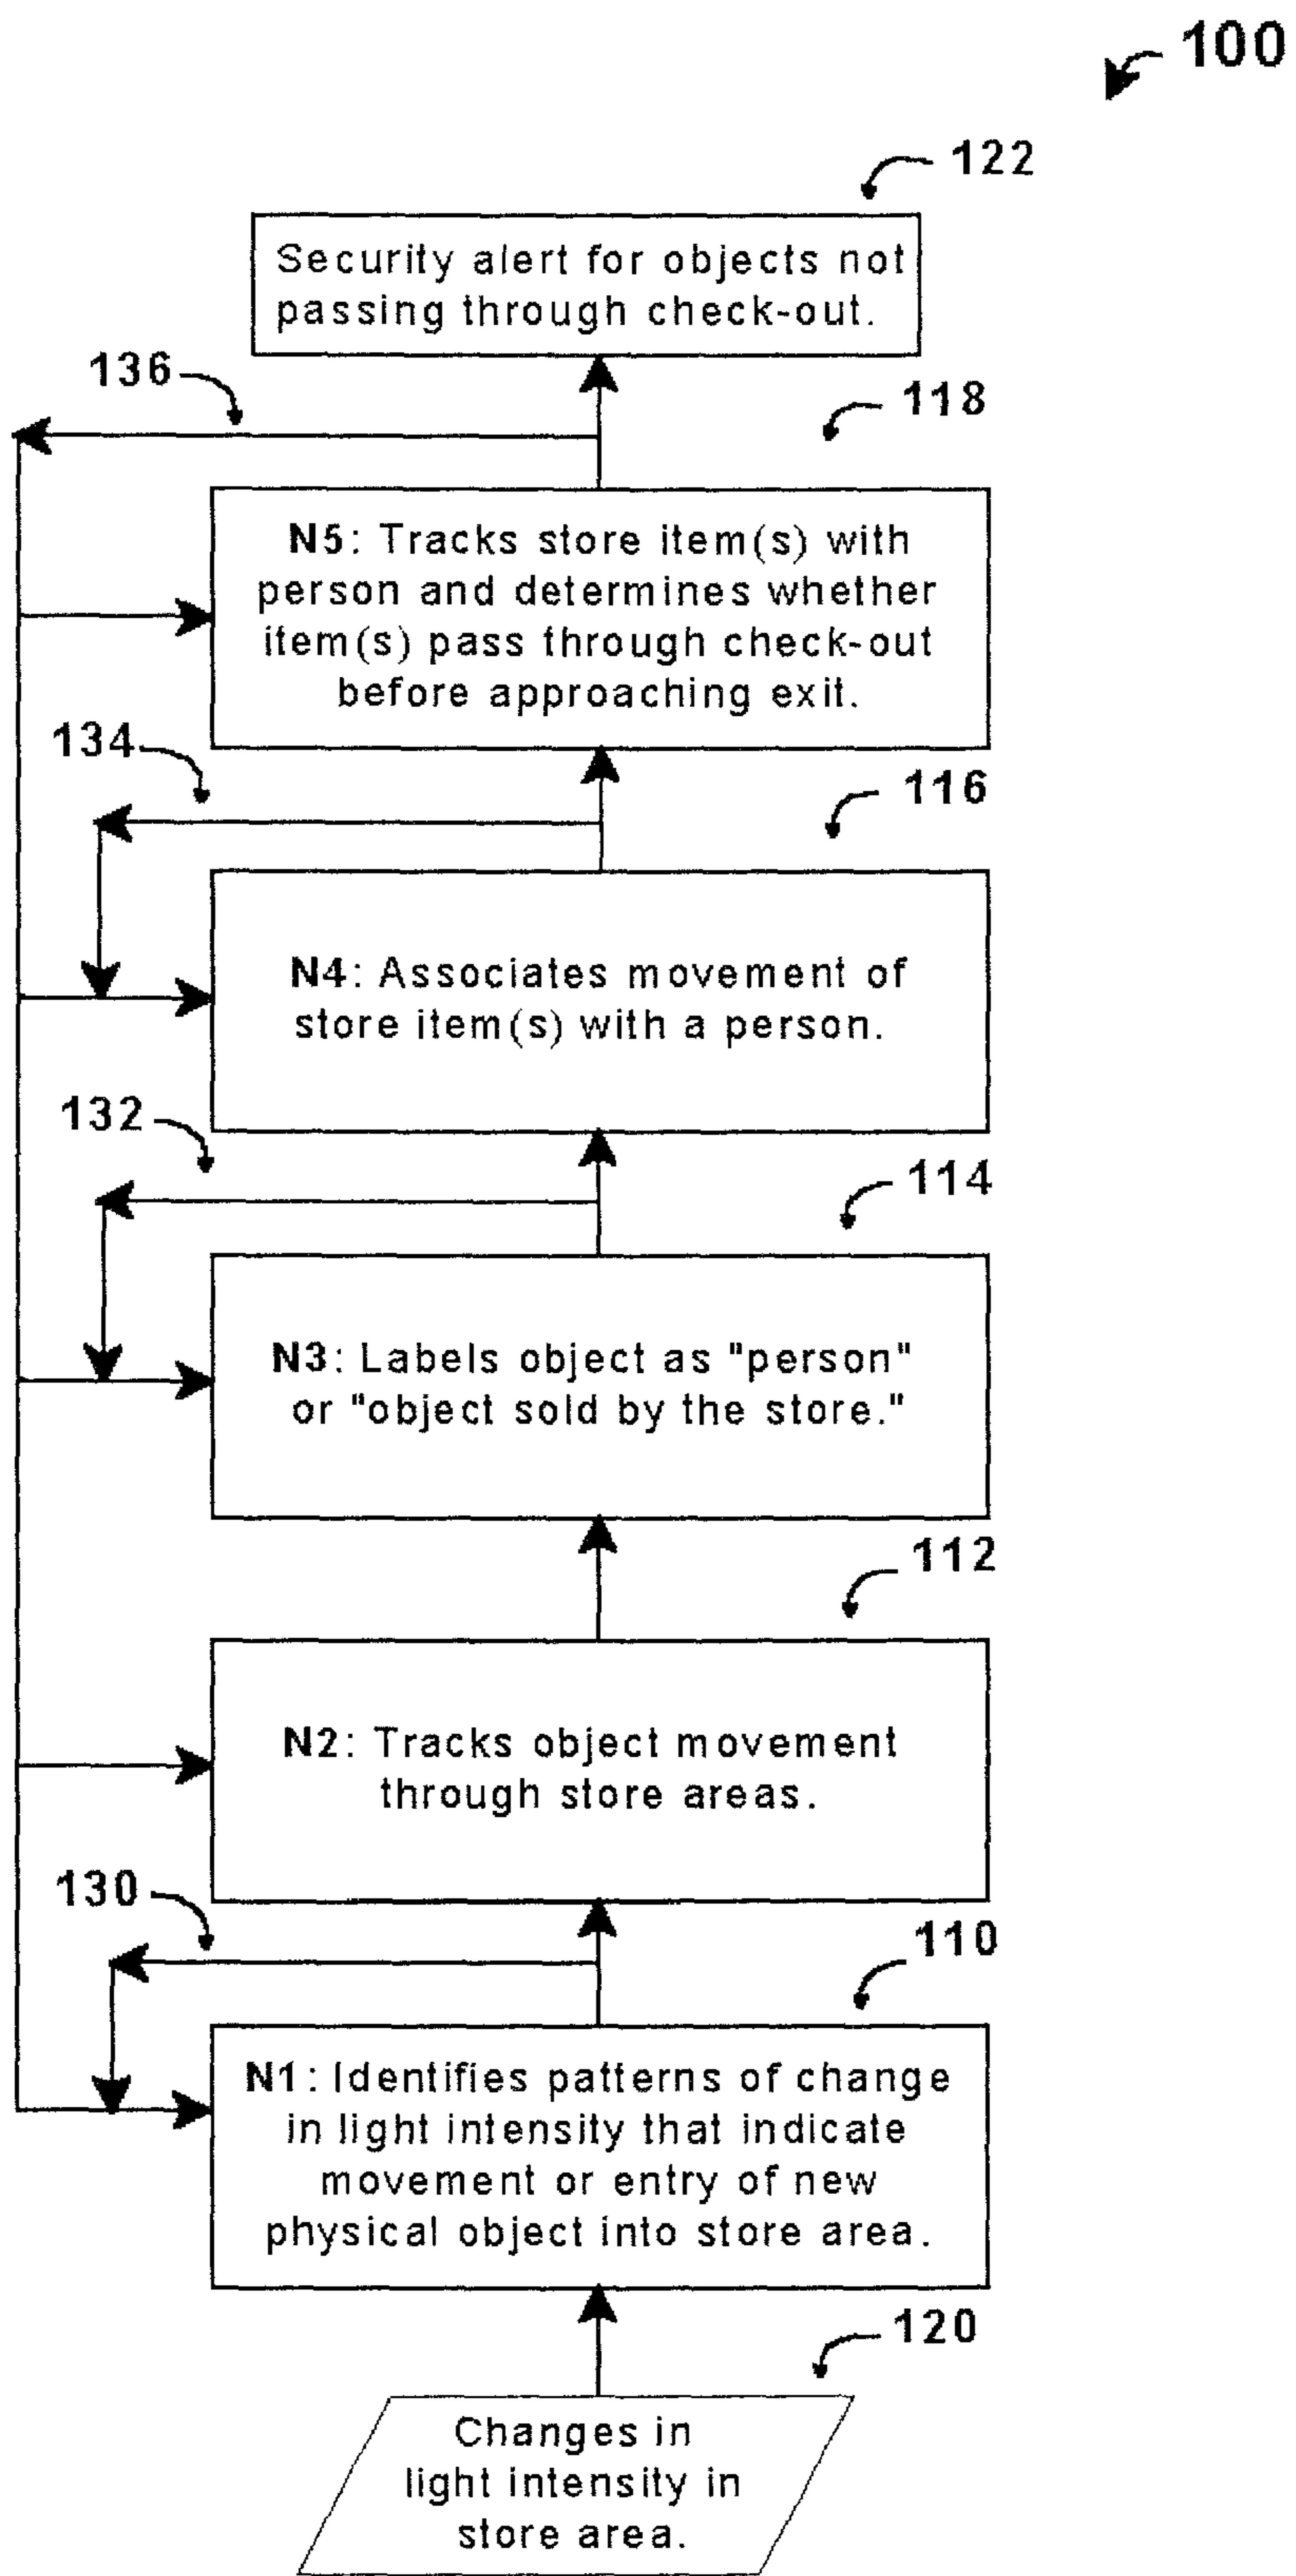 100
122
Security alert for objects not
passing through check-out.
136
118
N5: Tracks store item(s) with
person and determines whether
item(s) pass through check-out
before approaching exit.
134
116
N4: Associates movement of
store item(s) with a person.
132
114
N3: Labels object as "person"
or "object sold by the store."
112
N2: Tracks object movement
through store areas.
130
110
N1: Identifies patterns of change
in light intensity that indicate
movement or entry of new
physical object into store area.
120
Changes in
light intensity in
store area.